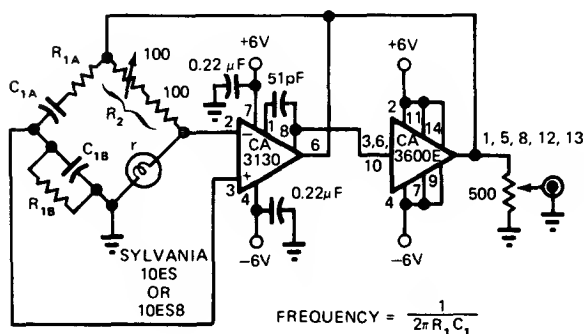 R1A
100
C1A
100
R2
C1B
R1B
r
0.22 µF
+6V
51pF
7
1
8
2
CA
3130
6
3
4
0.22µF
−6V
SYLVANIA
10ES
OR
10ES8
+6V
2
11
14
3,6,
10
CA
3600E
1, 5, 8, 12, 13
4
7
9
−6V
500
FREQUENCY = 1 / 2πR1C1